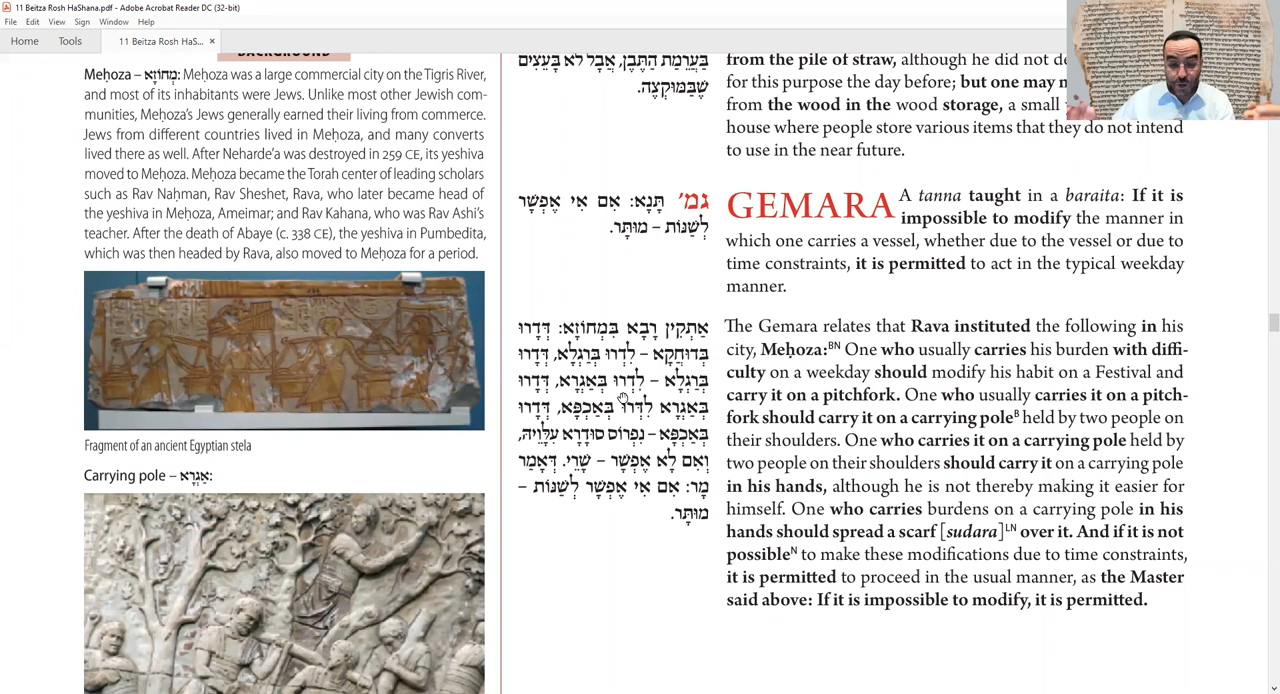 11 Beitza Rosh HaShana.pdf - Adobe Acrobat Reader DC (32-bit)
File Edit View Sign Window Help
Home Tools 11 Beitza Rosh HaS... ×
BACKGROUND
Meḥoza – מְחוֹזָא: Meḥoza was a large commercial city on the Tigris River,
and most of its inhabitants were Jews. Unlike most other Jewish com-
munities, Meḥoza's Jews generally earned their living from commerce.
Jews from different countries lived in Meḥoza, and many converts
lived there as well. After Neharde'a was destroyed in 259 CE, its yeshiva
moved to Meḥoza. Meḥoza became the Torah center of leading scholars
such as Rav Naḥman, Rav Sheshet, Rava, who later became head of
the yeshiva in Meḥoza, Ameimar; and Rav Kahana, who was Rav Ashi's
teacher. After the death of Abaye (c. 338 CE), the yeshiva in Pumbedita,
which was then headed by Rava, also moved to Meḥoza for a period.
Fragment of an ancient Egyptian stela
Carrying pole – אַגְרָא:
בַּעֲרֵמַת הַתֶּבֶן, אֲבָל לֹא בָּעֵצִים
שֶׁבַּמּוּקְצֶה.
גמ׳ תָּנָא: אִם אִי אֶפְשָׁר
לְשַׁנּוֹת – מוּתָּר.
אַתְקֵין רָבָא בִּמְחוֹזָא: דְּדָרוּ
בְּדוּחֲקָא – לִדְרוּ בְּרַגְלָא, דְּדָרוּ
בְּרַגְלָא – לִדְרוּ בְּאַגְרָא, דְּדָרוּ
בְּאַגְרָא לִדְרוּ בְּאַכְפָּא, דְּדָרוּ
בְּאַכְפָּא – נִפְרוֹס סוּדָרָא עִלָּוֵיהּ,
וְאִם לָא אֶפְשָׁר – שָׁרֵי. דְּאָמַר
מָר: אִם אִי אֶפְשָׁר לְשַׁנּוֹת –
מוּתָּר.
from the pile of straw, although he did not
for this purpose the day before; but one may
from the wood in the wood storage, a small
house where people store various items that they do not intend
to use in the near future.
GEMARA A tanna taught in a baraita: If it is
impossible to modify the manner in
which one carries a vessel, whether due to the vessel or due to
time constraints, it is permitted to act in the typical weekday
manner.
The Gemara relates that Rava instituted the following in his
city, Meḥoza:BN One who usually carries his burden with diffi-
culty on a weekday should modify his habit on a Festival and
carry it on a pitchfork. One who usually carries it on a pitch-
fork should carry it on a carrying poleB held by two people on
their shoulders. One who carries it on a carrying pole held by
two people on their shoulders should carry it on a carrying pole
in his hands, although he is not thereby making it easier for
himself. One who carries burdens on a carrying pole in his
hands should spread a scarf [sudara]LN over it. And if it is not
possibleN to make these modifications due to time constraints,
it is permitted to proceed in the usual manner, as the Master
said above: If it is impossible to modify, it is permitted.